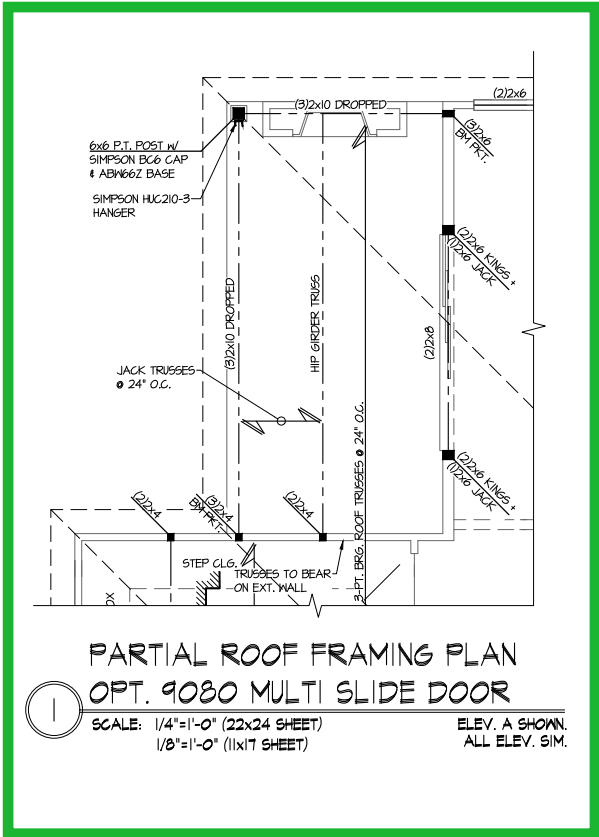 (2)2x6
(3)2x10 DROPPED
(3)2x6
BM PKT.
6x6 P.T. POST w/
SIMPSON BC6 CAP
& ABW66Z BASE
SIMPSON HUC210-3
HANGER
(2)2x6 KINGS +
(1)2x6 JACK
(3)2x10 DROPPED
HIP GIRDER TRUSS
(2)2x8
JACK TRUSSES
@ 24" O.C.
3-PT. BRG. ROOF TRUSSES @ 24" O.C.
(2)2x6 KINGS +
(1)2x6 JACK
(2)2x4
(3)2x4
BM PKT.
(2)2x4
STEP CLG.
TRUSSES TO BEAR
ON EXT. WALL
OX
PARTIAL ROOF FRAMING PLAN
OPT. 9080 MULTI SLIDE DOOR
1
SCALE: 1/4"=1'-0" (22x24 SHEET)
1/8"=1'-0" (11x17 SHEET)
ELEV. A SHOWN.
ALL ELEV. SIM.